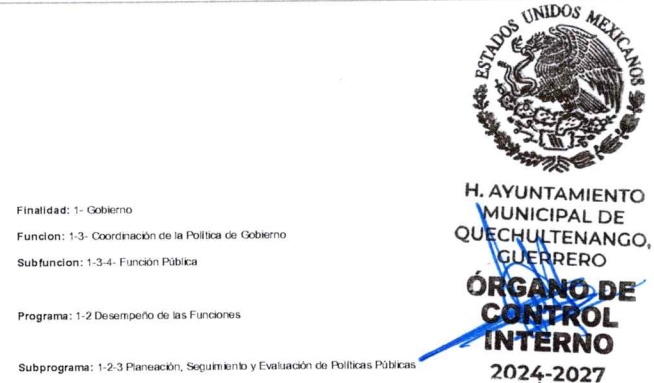 ESTADOS UNIDOS MEXICANOS
H. AYUNTAMIENTO
MUNICIPAL DE
QUECHULTENANGO,
GUERRERO
ÓRGANO DE
CONTROL
INTERNO
2024-2027
Finalidad: 1- Gobierno
Funcion: 1-3- Coordinación de la Política de Gobierno
Subfuncion: 1-3-4- Función Pública
Programa: 1-2 Desempeño de las Funciones
Subprograma: 1-2-3 Planeación, Seguimiento y Evaluación de Políticas Públicas